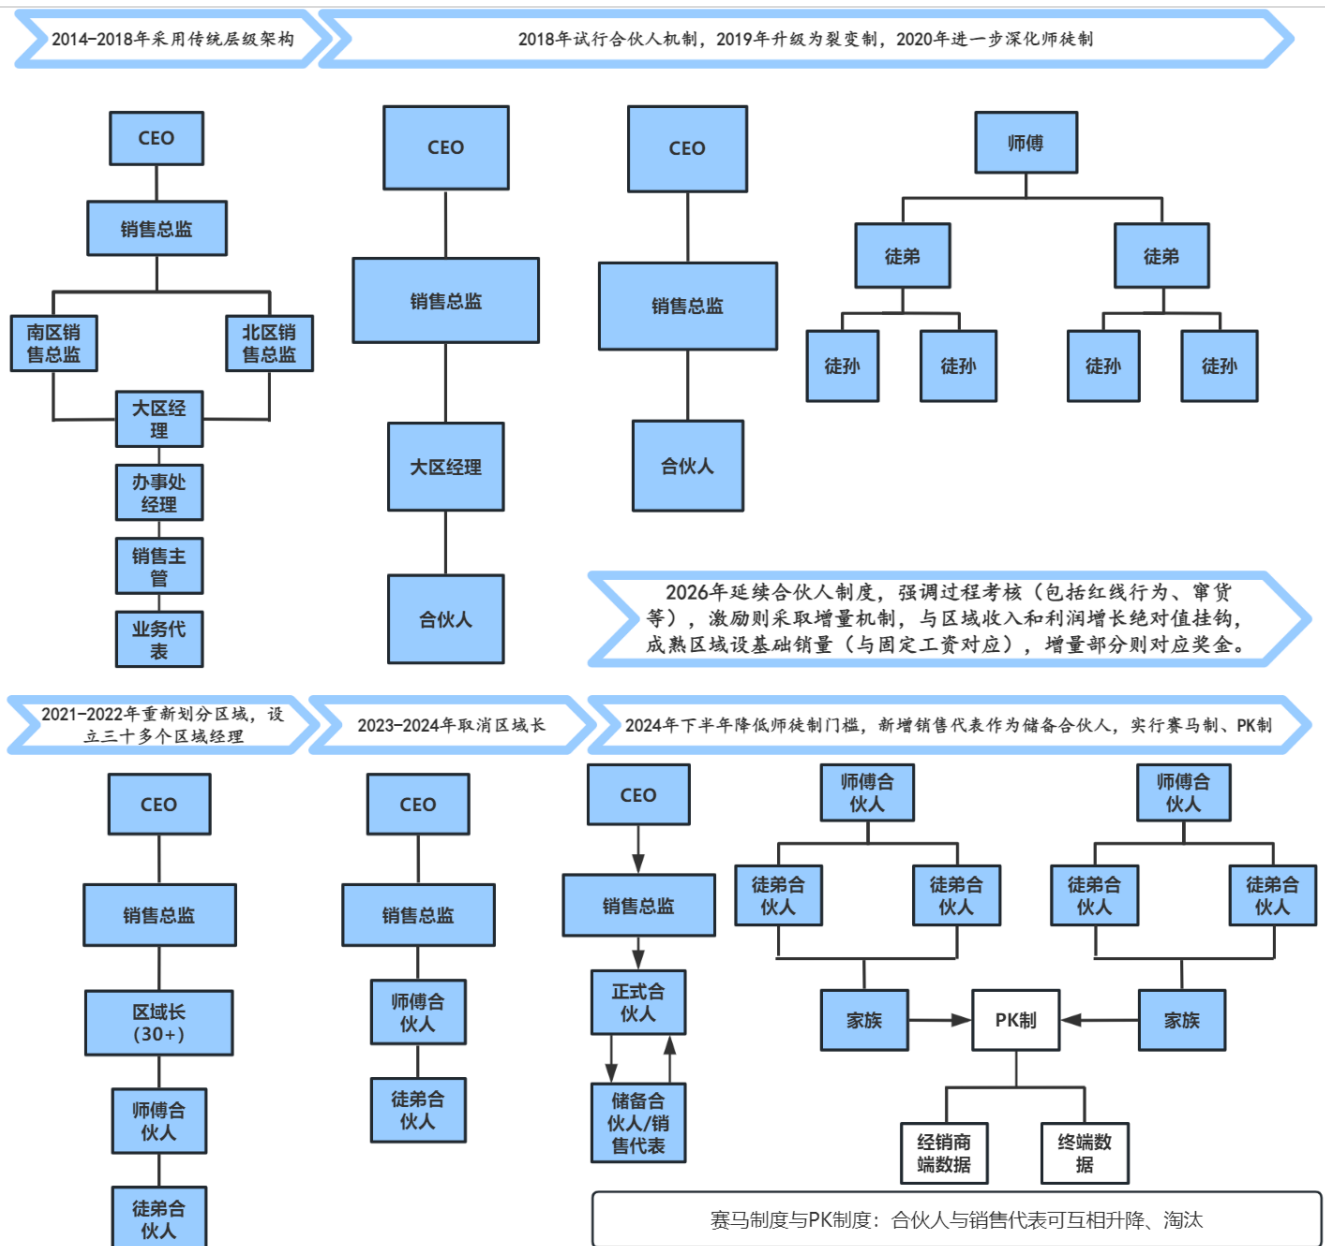 2014-2018年采用传统层级架构
2018年试行合伙人机制，2019年升级为裂变制，2020年进一步深化师徒制
CEO
销售总监
南区销
售总监
北区销
售总监
大区经
理
办事处
经理
销售主
管
业务代
表
CEO
销售总监
大区经理
合伙人
CEO
销售总监
合伙人
师傅
徒弟
徒弟
徒孙
徒孙
徒孙
徒孙
2026年延续合伙人制度，强调过程考核（包括红线行为、窜货
等），激励则采取增量机制，与区域收入和利润增长绝对值挂钩，
成熟区域设基础销量（与固定工资对应），增量部分则对应奖金。
2021-2022年重新划分区域，设
立三十多个区域经理
2023-2024年取消区域长
2024年下半年降低师徒制门槛，新增销售代表作为储备合伙人，实行赛马制、PK制
CEO
销售总监
区域长
（30+）
师傅合
伙人
徒弟合
伙人
CEO
销售总监
师傅合
伙人
徒弟合
伙人
CEO
销售总监
正式合
伙人
储备合
伙人/销
售代表
师傅合
伙人
徒弟合
伙人
徒弟合
伙人
家族
师傅合
伙人
徒弟合
伙人
徒弟合
伙人
家族
PK制
经销商
端数据
终端数
据
赛马制度与PK制度：合伙人与销售代表可互相升降、淘汰